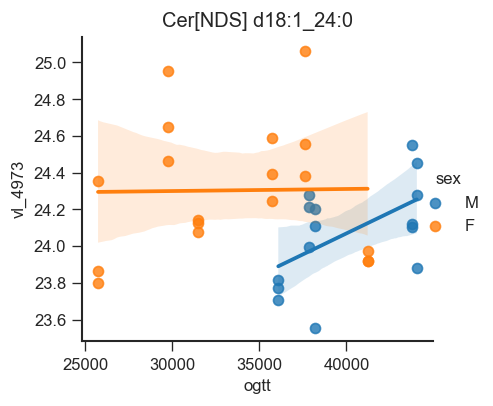 Cer[NDS] d18:1_24:0
25.0
24.8
24.6
24.4
24.2
24.0
23.8
23.6
vl_4973
25000
30000
35000
40000
ogtt
sex
M
F